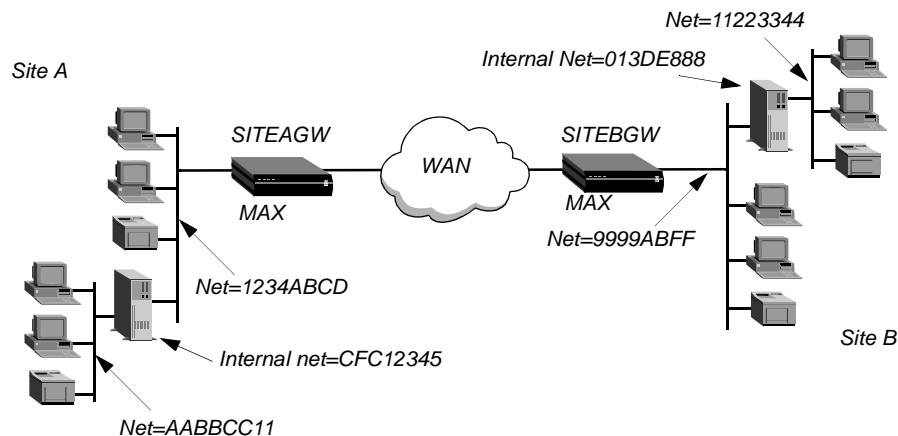 Net=11223344
Site A
Internal Net=013DE888
SITEAGW
WAN
SITEBGW
MAX
MAX
Net=9999ABFF
Net=1234ABCD
Internal net=CFC12345
Site B
Net=AABBCC11